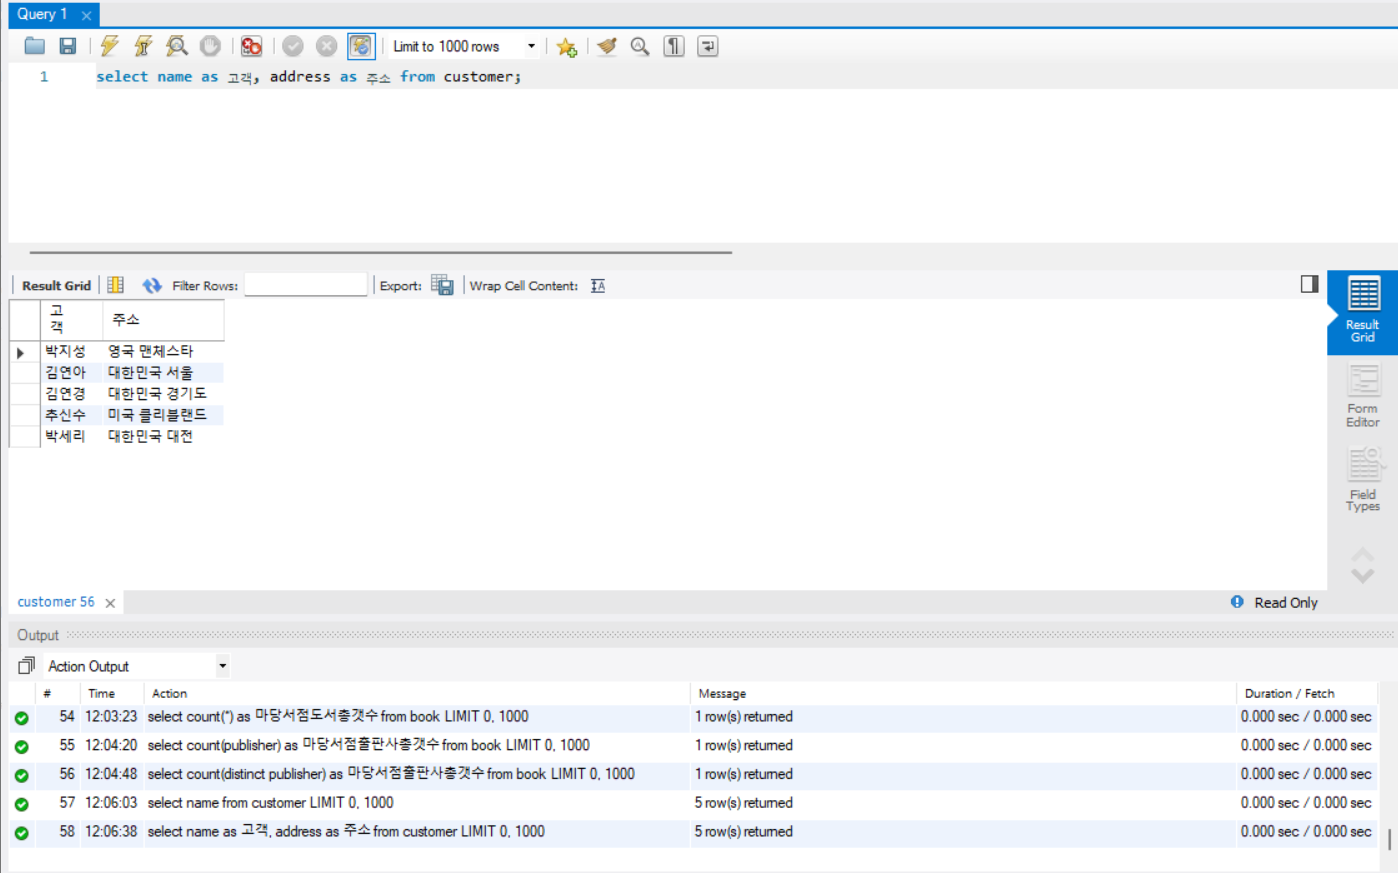 Query 1
Limit to 1000 rows
1 select name as 고객, address as 주소 from customer;
Result Grid Filter Rows: Export: Wrap Cell Content:
고객 주소
박지성 영국 맨체스타
김연아 대한민국 서울
김연경 대한민국 경기도
추신수 미국 클리블랜드
박세리 대한민국 대전
Result
Grid
Form
Editor
Field
Types
customer 56 Read Only
Output
Action Output
# Time Action Message Duration / Fetch
54 12:03:23 select count(*) as 마당서점도서총갯수 from book LIMIT 0, 1000 1 row(s) returned 0.000 sec / 0.000 sec
55 12:04:20 select count(publisher) as 마당서점출판사총갯수 from book LIMIT 0, 1000 1 row(s) returned 0.000 sec / 0.000 sec
56 12:04:48 select count(distinct publisher) as 마당서점출판사총갯수 from book LIMIT 0, 1000 1 row(s) returned 0.000 sec / 0.000 sec
57 12:06:03 select name from customer LIMIT 0, 1000 5 row(s) returned 0.000 sec / 0.000 sec
58 12:06:38 select name as 고객, address as 주소 from customer LIMIT 0, 1000 5 row(s) returned 0.000 sec / 0.000 sec